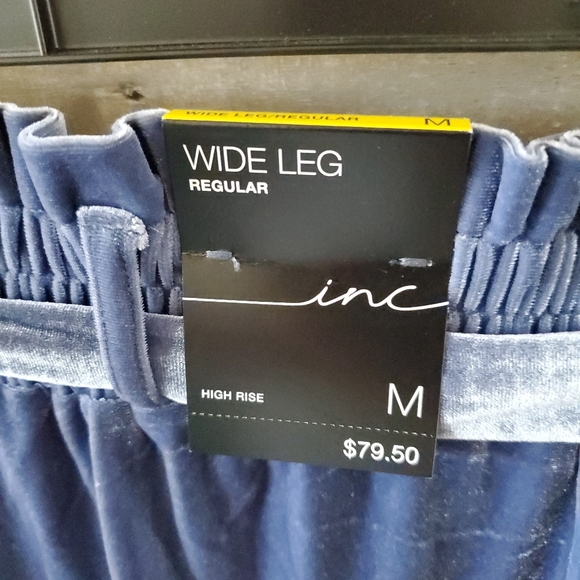 WIDE LEG/REGULAR M
WIDE LEG
REGULAR
inc
HIGH RISE M
$79.50